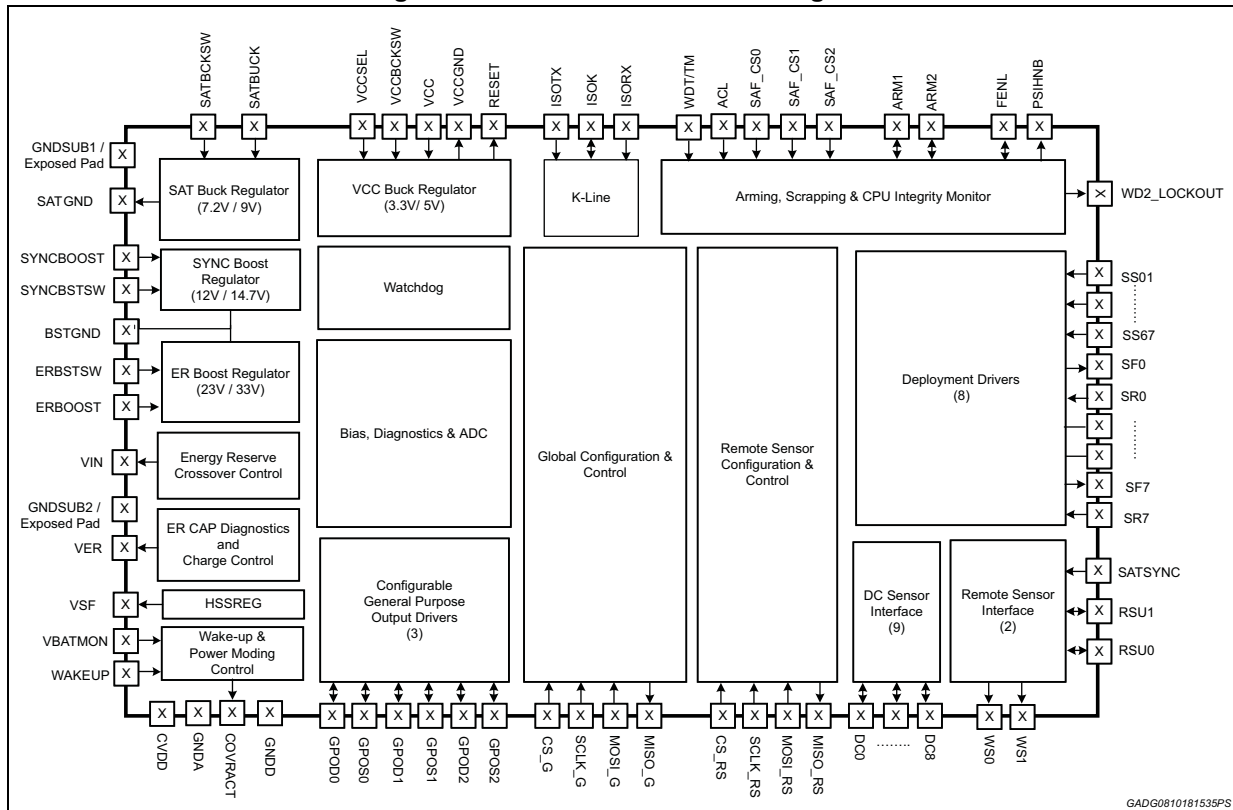 SATBCKSW
SATBUCK
VCCSEL
VCCBCKSW
VCC
VCCGND
RESET
ISOTX
ISOK
ISORX
WDT/TM
ACL
SAF_CS0
SAF_CS1
SAF_CS2
ARM1
ARM2
FENL
PSIHNB
X X X X X X X X X X X X X X X X X X X
GNDSUB1 /
Exposed Pad
X
SATGND
X
SAT Buck Regulator
(7.2V / 9V)
VCC Buck Regulator
(3.3V/ 5V)
K-Line
Arming, Scrapping & CPU Integrity Monitor
X
WD2_LOCKOUT
SYNCBOOST
X
SYNCBSTSW
X
SYNC Boost
Regulator
(12V / 14.7V)
Watchdog
BSTGND
X
ERBSTSW
X
ERBOOST
X
ER Boost Regulator
(23V / 33V)
Bias, Diagnostics & ADC
Global Configuration &
Control
Remote Sensor
Configuration &
Control
Deployment Drivers
(8)
X
SS01
X
X
SS67
X
SF0
X
SR0
X
X
X
SF7
X
SR7
VIN
X
Energy Reserve
Crossover Control
GNDSUB2 /
Exposed Pad
X
VER
X
ER CAP Diagnostics
and
Charge Control
VSF
X
HSSREG
VBATMON
X
WAKEUP
X
Wake-up &
Power Moding
Control
Configurable
General Purpose
Output Drivers
(3)
DC Sensor
Interface
(9)
Remote Sensor
Interface
(2)
X
SATSYNC
X
RSU1
X
RSU0
X X X X X X X X X X X X X X X X X X X X X X X
CVDD
GNDA
COVRACT
GNDD
GPOD0
GPOS0
GPOD1
GPOS1
GPOD2
GPOS2
CS_G
SCLK_G
MOSI_G
MISO_G
CS_RS
SCLK_RS
MOSI_RS
MISO_RS
DC0
........
DC8
WS0
WS1
GADG0810181535PS